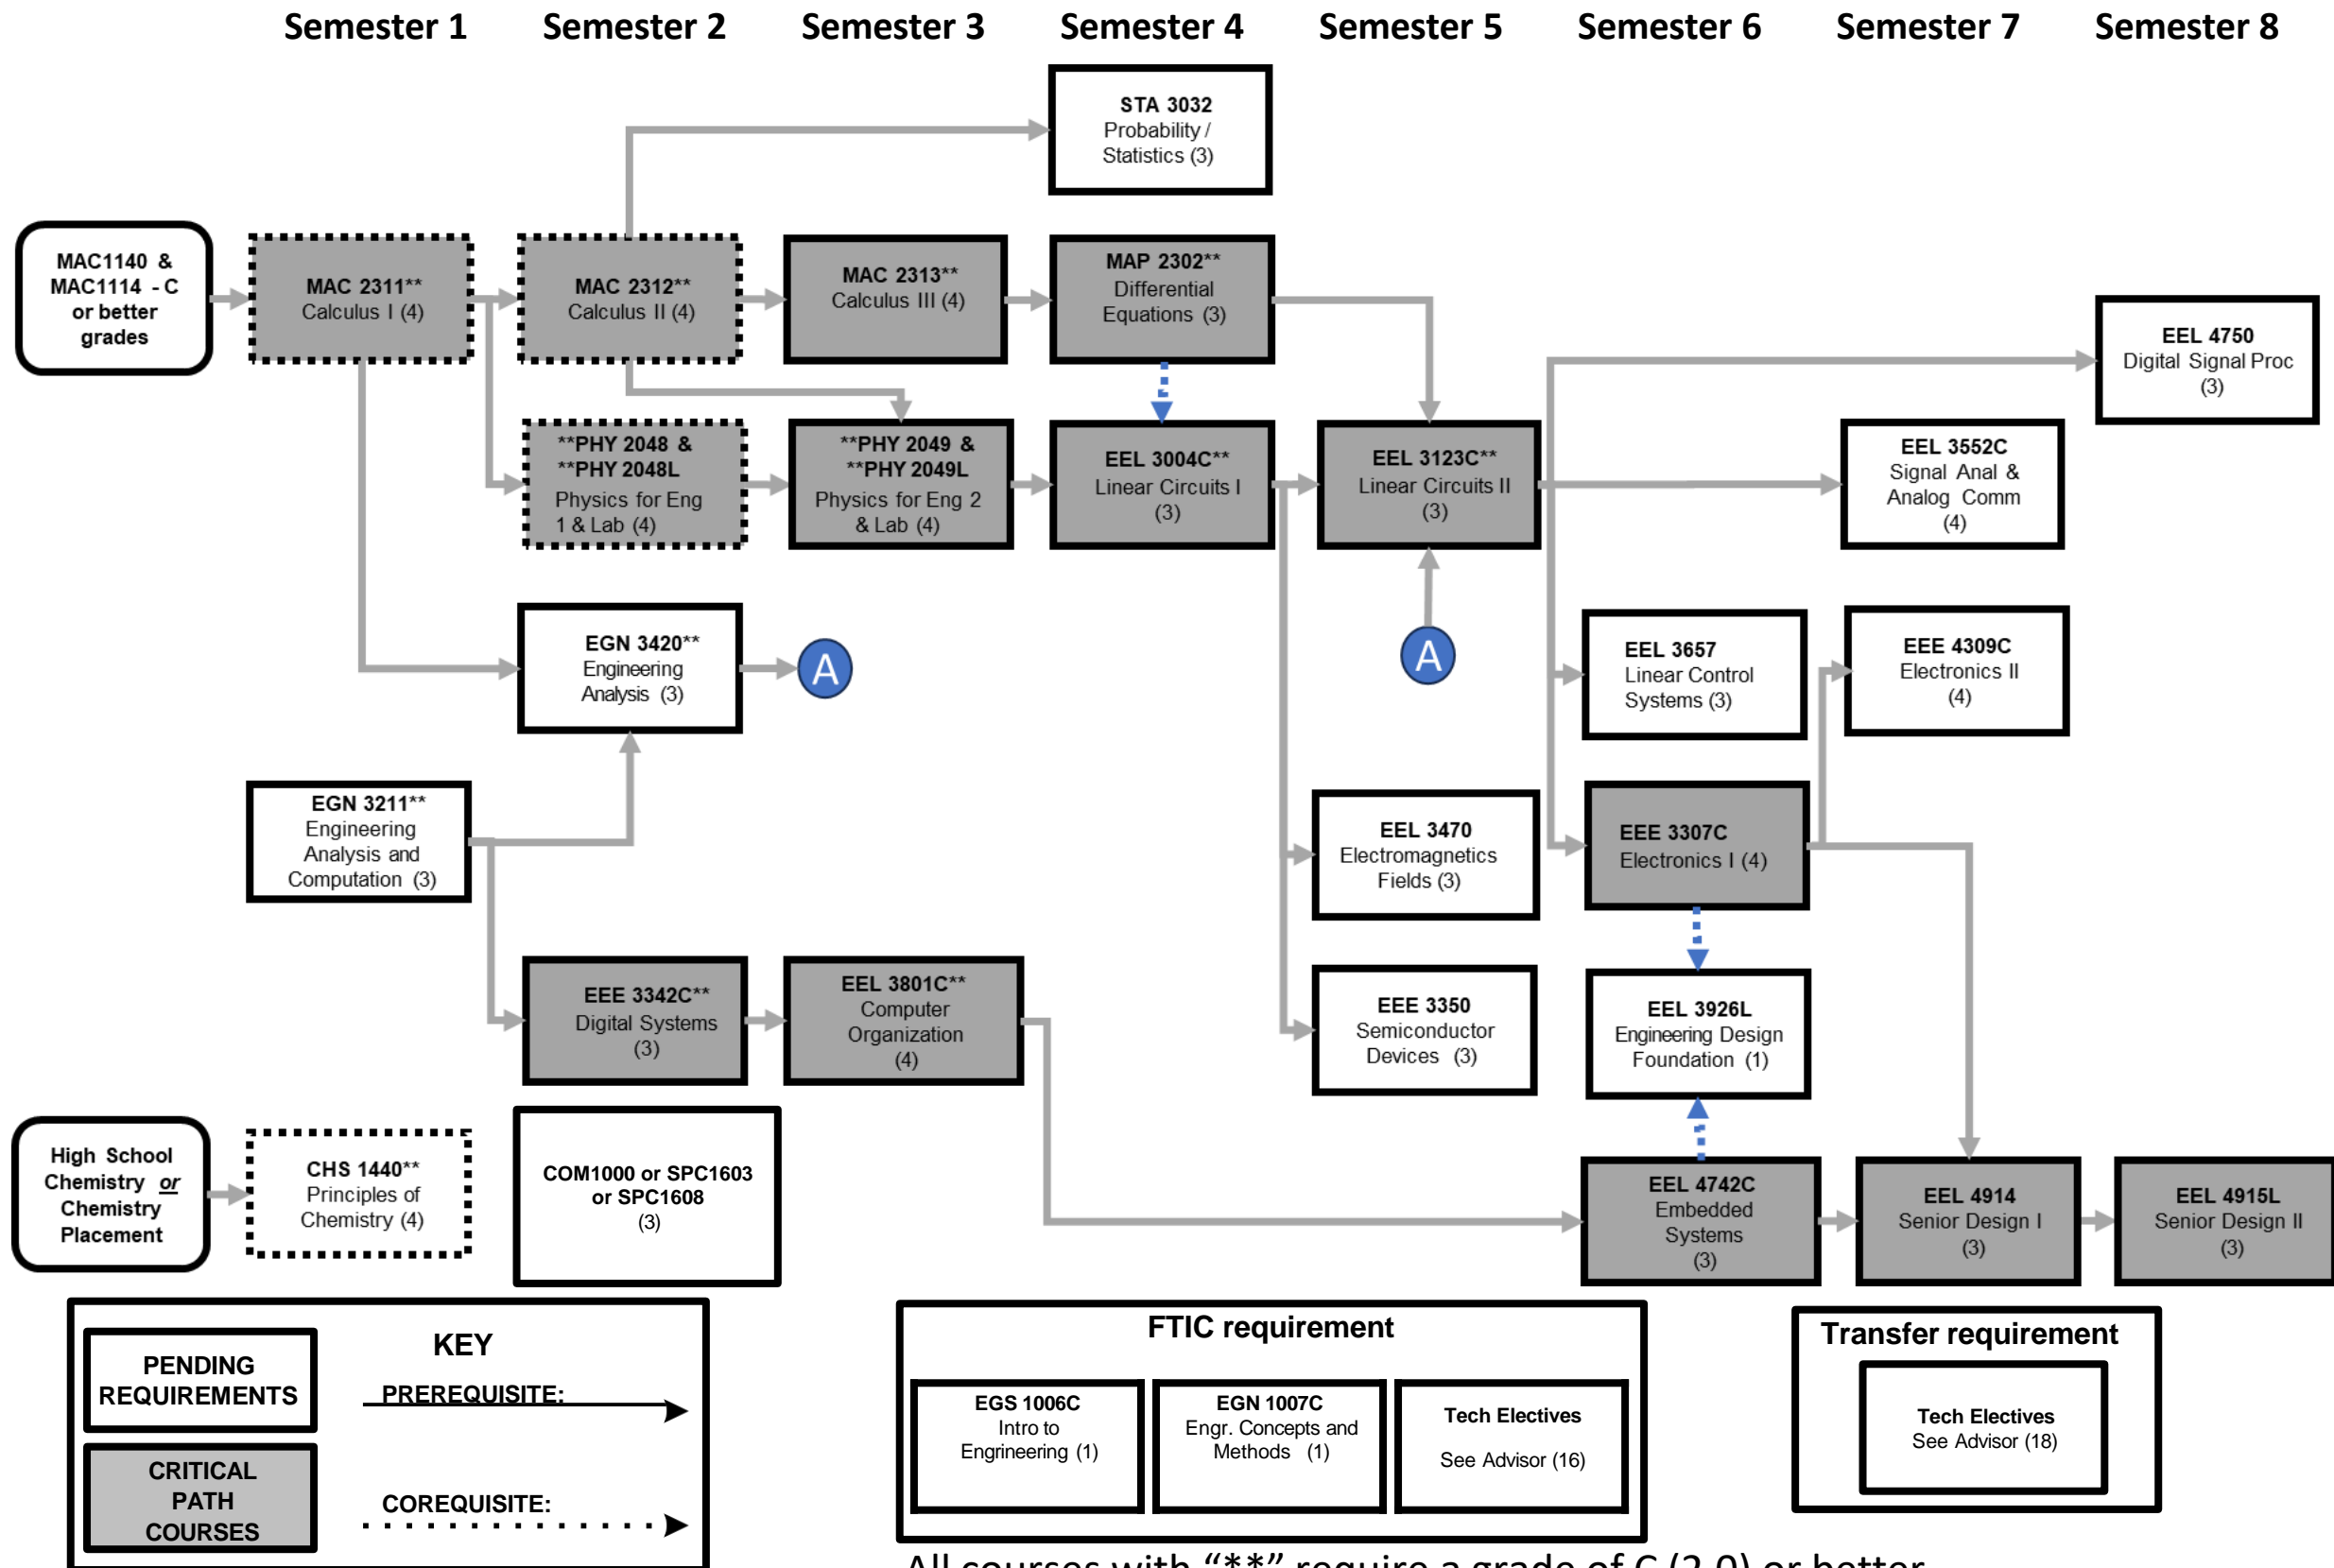 Semester 1 Semester 2 Semester 3 Semester 4 Semester 5 Semester 6 Semester 7 Semester 8
STA 3032
Probability /
Statistics (3)
MAC1140 &
MAC1114 - C
or better
grades
MAC 2311**
Calculus I (4)
MAC 2312**
Calculus II (4)
MAC 2313**
Calculus III (4)
MAP 2302**
Differential
Equations (3)
EEL 4750
Digital Signal Proc
(3)
**PHY 2048 &
**PHY 2048L
Physics for Eng
1 & Lab (4)
**PHY 2049 &
**PHY 2049L
Physics for Eng 2
& Lab (4)
EEL 3004C**
Linear Circuits I
(3)
EEL 3123C**
Linear Circuits II
(3)
EEL 3552C
Signal Anal &
Analog Comm
(4)
EGN 3420**
Engineering
Analysis (3)
A
A
EEL 3657
Linear Control
Systems (3)
EEE 4309C
Electronics II
(4)
EGN 3211**
Engineering
Analysis and
Computation (3)
EEL 3470
Electromagnetics
Fields (3)
EEE 3307C
Electronics I (4)
EEE 3342C**
Digital Systems
(3)
EEL 3801C**
Computer
Organization
(4)
EEE 3350
Semiconductor
Devices (3)
EEL 3926L
Engineering Design
Foundation (1)
High School
Chemistry or
Chemistry
Placement
CHS 1440**
Principles of
Chemistry (4)
COM1000 or SPC1603
or SPC1608
(3)
EEL 4742C
Embedded
Systems
(3)
EEL 4914
Senior Design I
(3)
EEL 4915L
Senior Design II
(3)
KEY
PENDING
REQUIREMENTS
PREREQUISITE:
CRITICAL
PATH
COURSES
COREQUISITE:
FTIC requirement
EGS 1006C
Intro to
Engrineering (1)
EGN 1007C
Engr. Concepts and
Methods (1)
Tech Electives
See Advisor (16)
Transfer requirement
Tech Electives
See Advisor (18)
All courses with “**” require a grade of C (2.0) or better